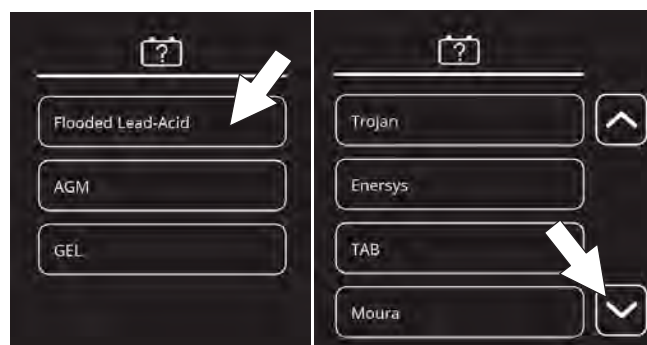 ?
Flooded Lead-Acid
AGM
GEL
?
Trojan
Enersys
TAB
Moura